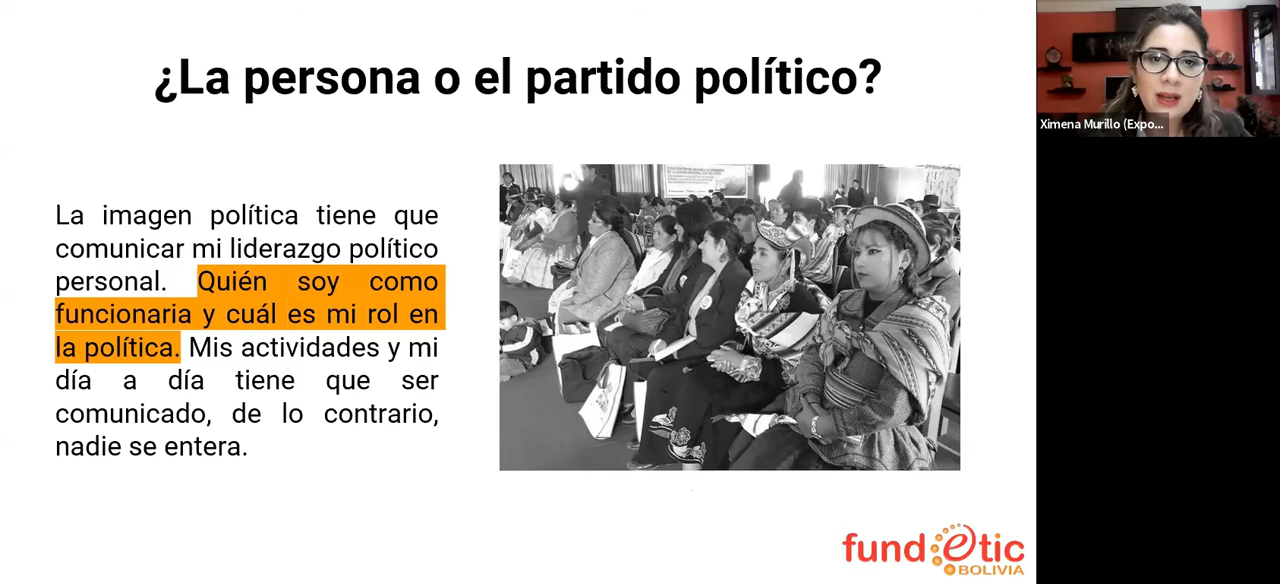 ¿La persona o el partido político?
La imagen política tiene que
comunicar mi liderazgo político
personal. Quién soy como
funcionaria y cuál es mi rol en
la política. Mis actividades y mi
día a día tiene que ser
comunicado, de lo contrario,
nadie se entera.
fundetic
BOLIVIA
Ximena Murillo (Expo...